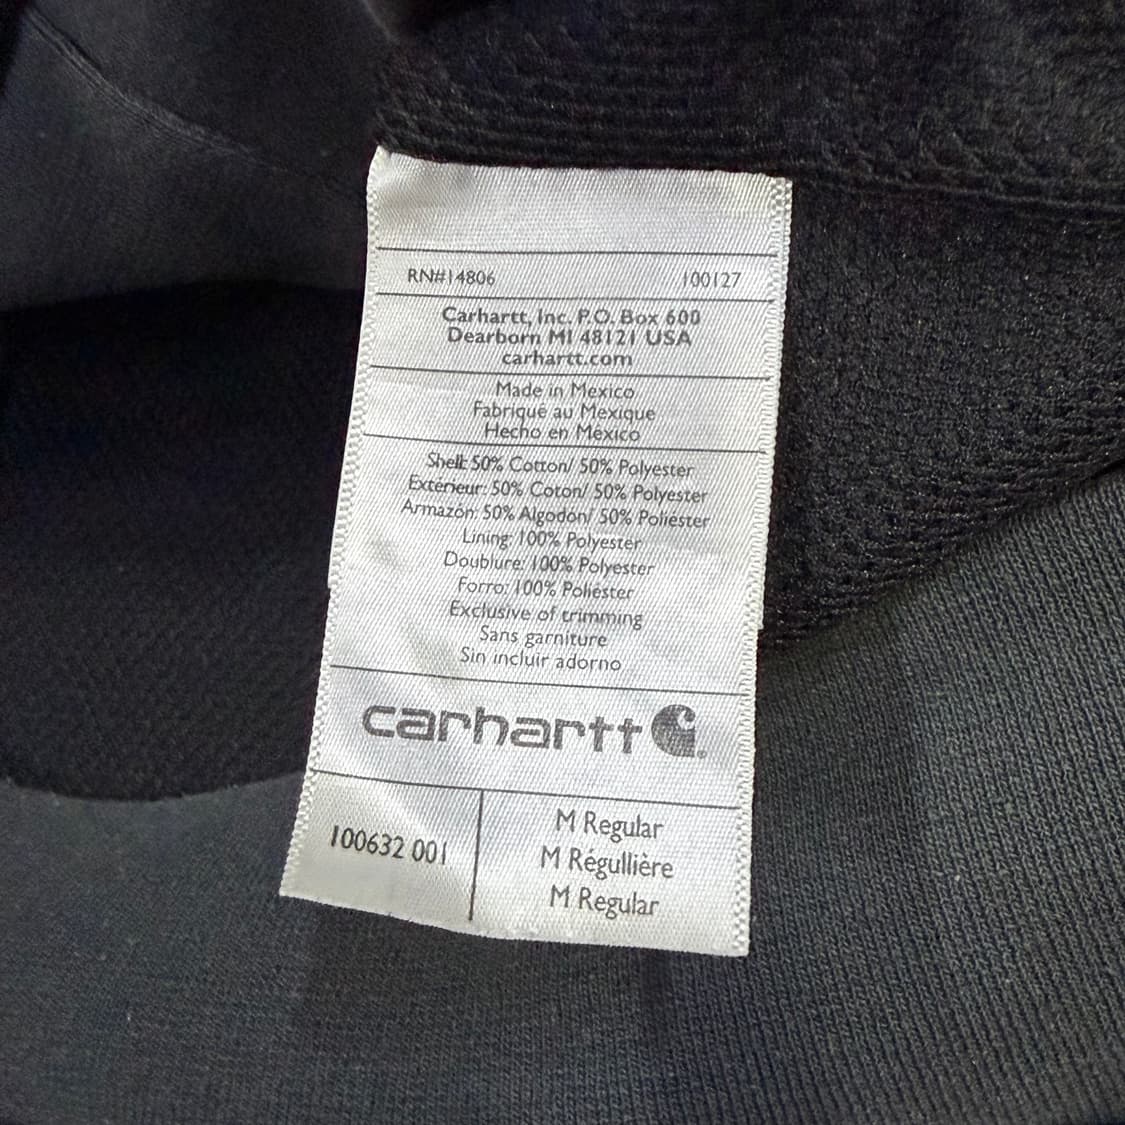 RN#14806 100127
Carhartt, Inc. P.O. Box 600
Dearborn MI 48121 USA
carhartt.com
Made in Mexico
Fabriqué au Mexique
Hecho en Mexico
Shell: 50% Cotton/ 50% Polyester
Exterieur: 50% Coton/ 50% Polyester
Armazón: 50% Algodón/ 50% Poliéster
Lining: 100% Polyester
Doublure: 100% Polyester
Forro: 100% Poliéster
Exclusive of trimming
Sans garniture
Sin incluir adorno
carhartt
100632 001
M Regular
M Régullière
M Regular